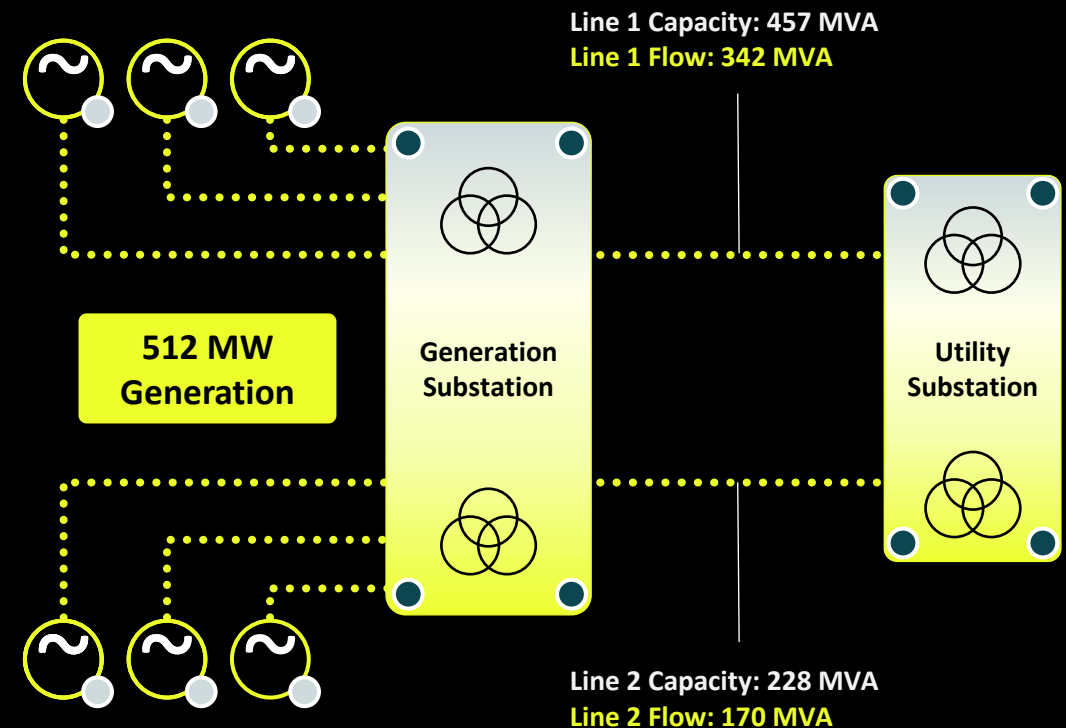 Line 1 Capacity: 457 MVA
Line 1 Flow: 342 MVA
512 MW
Generation
Generation
Substation
Utility
Substation
Line 2 Capacity: 228 MVA
Line 2 Flow: 170 MVA